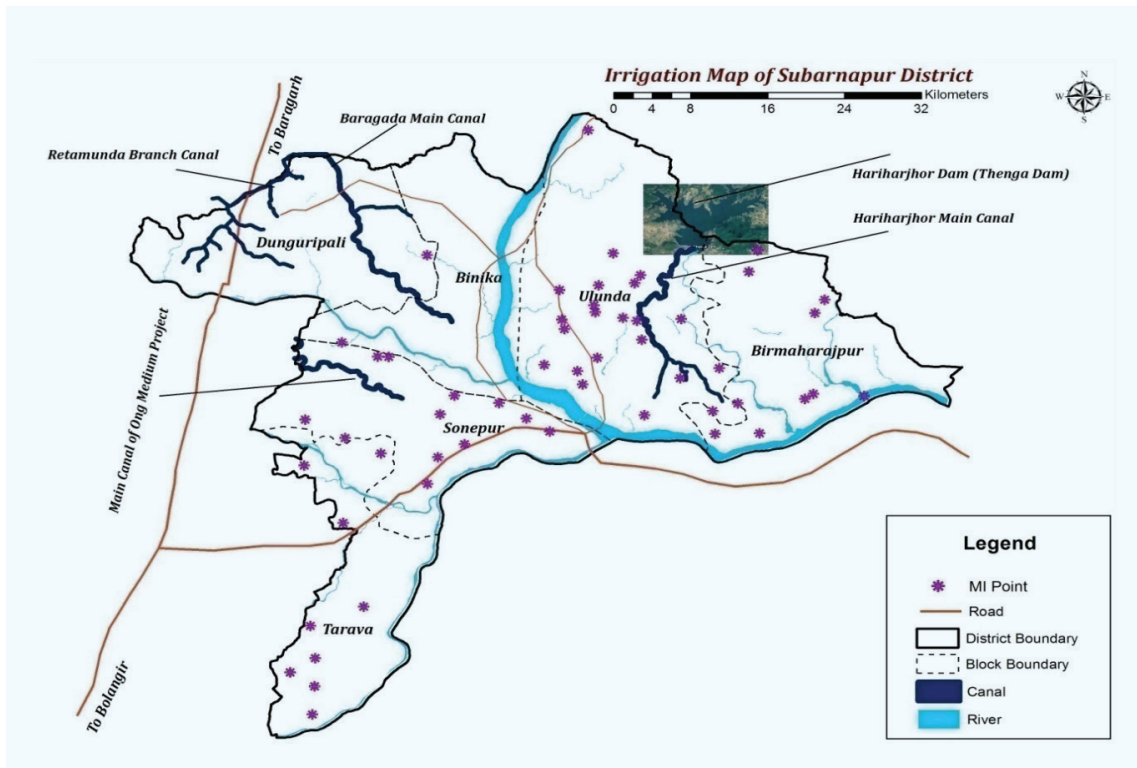 Irrigation Map of Subarnapur District
Kilometers
0 2 4 8 16 24 32
N
W E
S
To Baragarh
Baragada Main Canal
Retamunda Branch Canal
Hariharjhor Dam (Thenga Dam)
Hariharjhor Main Canal
Dunguripali
Binika
Ulunda
Birmaharajpur
Main Canal of Ong Medium Project
Sonepur
Tarava
To Bolangir
Legend
MI Point
Road
District Boundary
Block Boundary
Canal
River